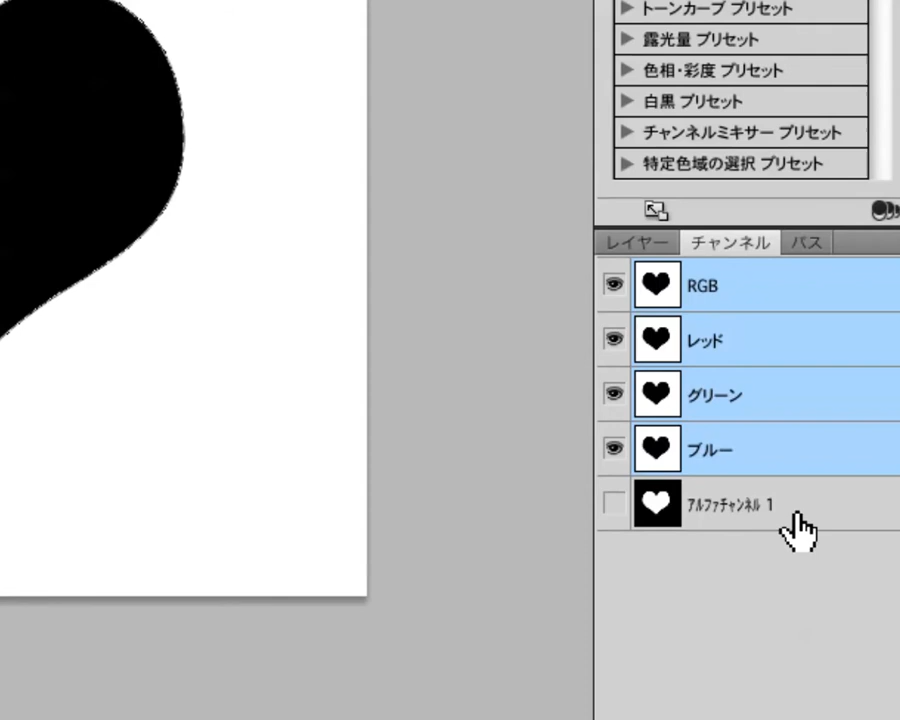 トーンカーブ プリセット
露光量 プリセット
色相・彩度 プリセット
白黒 プリセット
チャンネルミキサー プリセット
特定色域の選択 プリセット
レイヤー チャンネル パス
RGB
レッド
グリーン
ブルー
ｱﾙﾌｧﾁｬﾝﾈﾙ 1